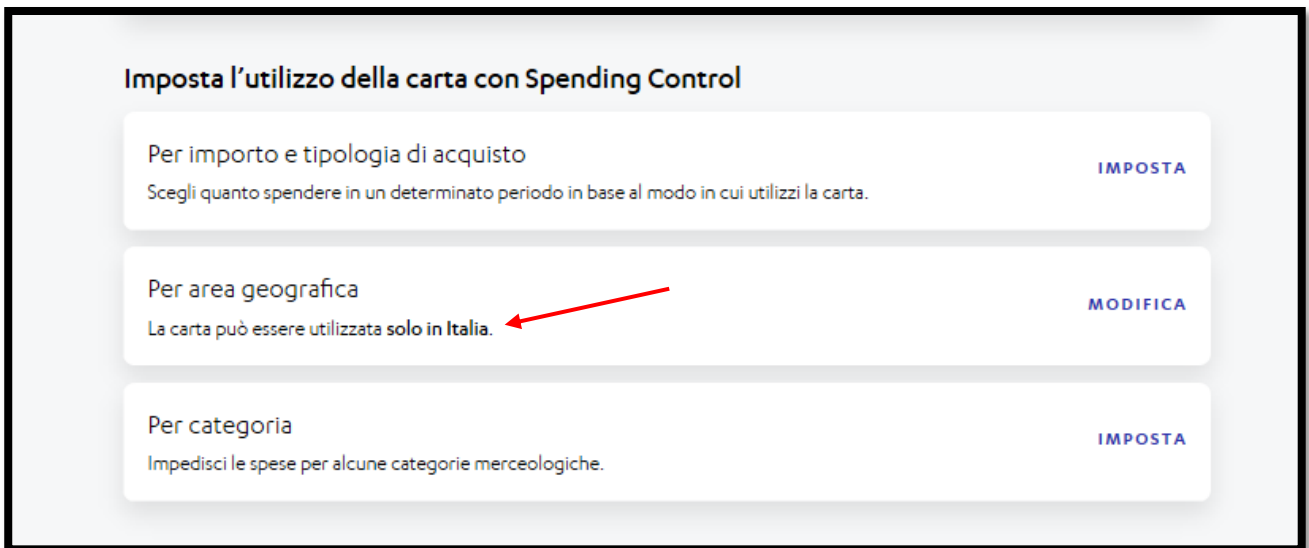 Imposta l'utilizzo della carta con Spending Control
Per importo e tipologia di acquisto
Scegli quanto spendere in un determinato periodo in base al modo in cui utilizzi la carta.
IMPOSTA
Per area geografica
La carta può essere utilizzata solo in Italia.
MODIFICA
Per categoria
Impedisci le spese per alcune categorie merceologiche.
IMPOSTA